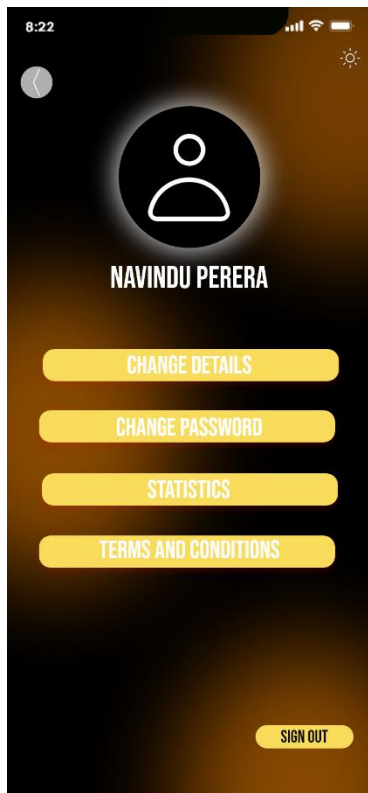 8:22
NAVINDU PERERA
CHANGE DETAILS
CHANGE PASSWORD
STATISTICS
TERMS AND CONDITIONS
SIGN OUT